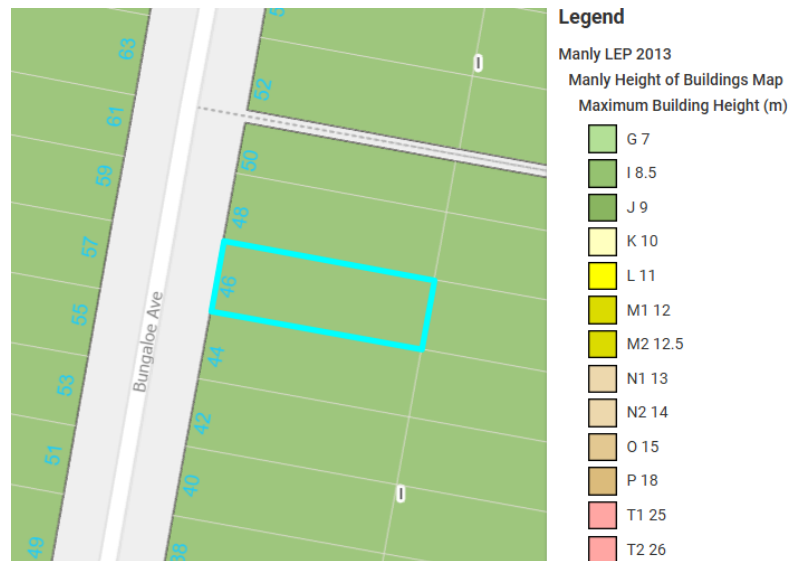 63
61
59
57
55
53
51
49
52
50
48
46
44
42
40
38
Bungaloe Ave
I
I
Legend
Manly LEP 2013
Manly Height of Buildings Map
Maximum Building Height (m)
G 7
I 8.5
J 9
K 10
L 11
M1 12
M2 12.5
N1 13
N2 14
O 15
P 18
T1 25
T2 26